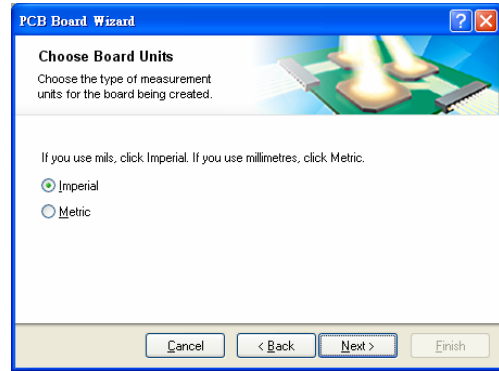 PCB Board Wizard
Choose Board Units
Choose the type of measurement
units for the board being created.
If you use mils, click Imperial. If you use millimetres, click Metric.
Imperial
Metric
Cancel
< Back
Next >
Finish